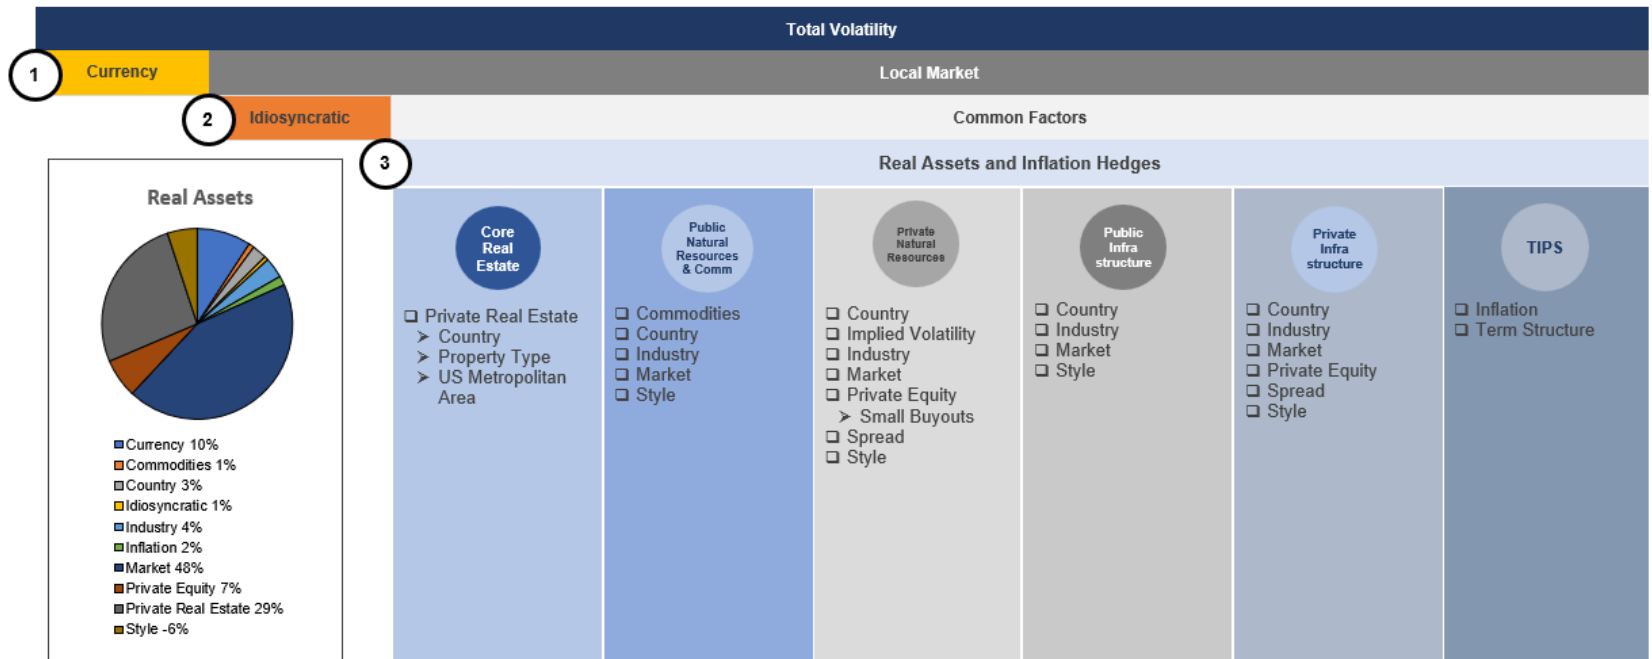 Total Volatility
1
Currency
Local Market
2
Idiosyncratic
Common Factors
3
Real Assets and Inflation Hedges
Real Assets
Currency 10%
Commodities 1%
Country 3%
Idiosyncratic 1%
Industry 4%
Inflation 2%
Market 48%
Private Equity 7%
Private Real Estate 29%
Style -6%
Core
Real
Estate
Private Real Estate
Country
Property Type
US Metropolitan
Area
Public
Natural
Resources
& Comm
Commodities
Country
Industry
Market
Style
Private
Natural
Resources
Country
Implied Volatility
Industry
Market
Private Equity
Small Buyouts
Spread
Style
Public
Infra
structure
Country
Industry
Market
Style
Private
Infra
structure
Country
Industry
Market
Private Equity
Spread
Style
TIPS
Inflation
Term Structure